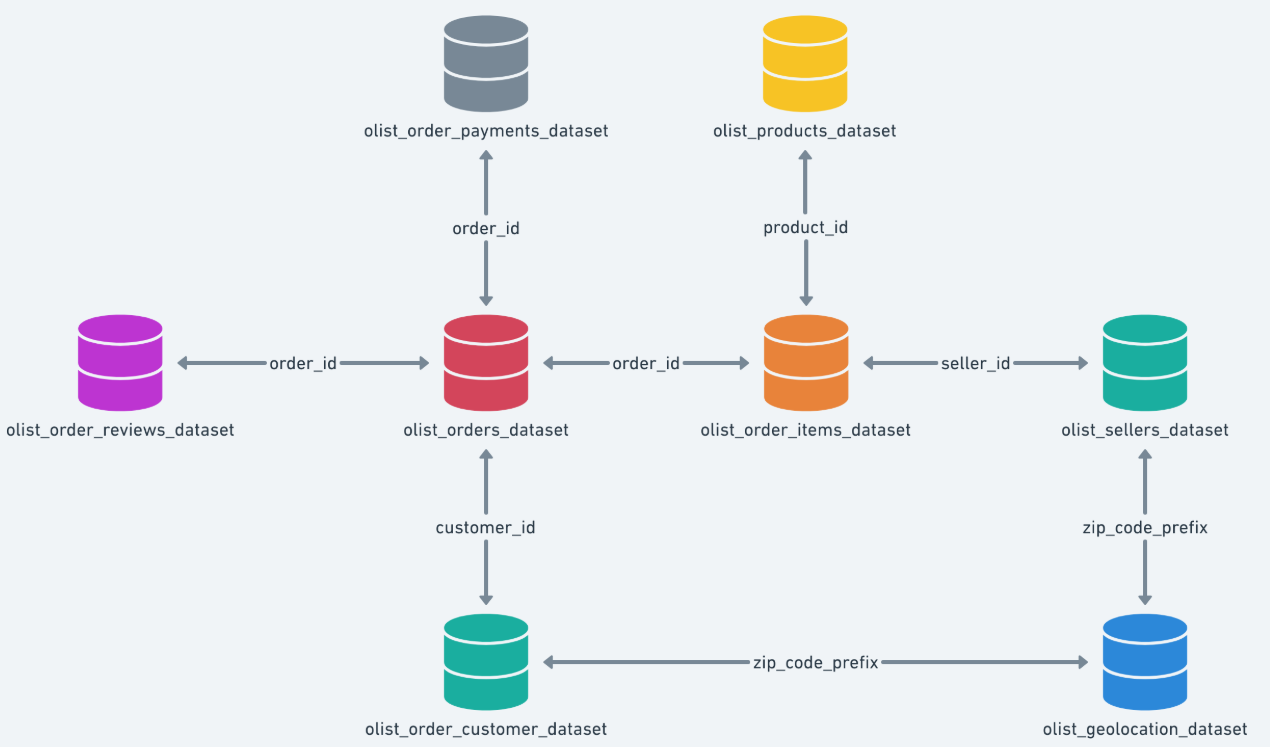 olist_order_payments_dataset
olist_products_dataset
order_id
product_id
order_id
order_id
seller_id
olist_order_reviews_dataset
olist_orders_dataset
olist_order_items_dataset
olist_sellers_dataset
customer_id
zip_code_prefix
zip_code_prefix
olist_order_customer_dataset
olist_geolocation_dataset